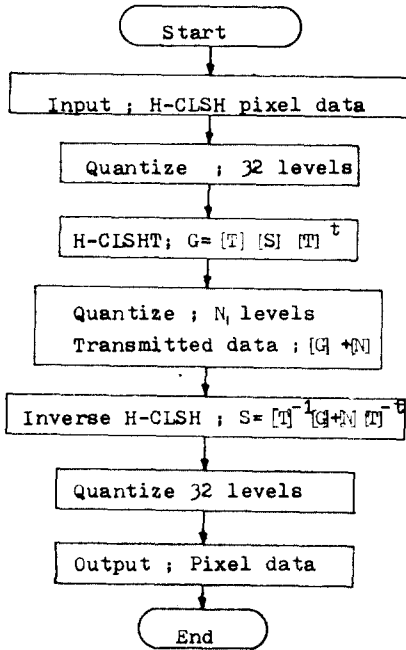 Start
Input ; H-CLSH pixel data
Quantize ; 32 levels
H-CLSHT; G= [T] [S] [T]^t
Quantize ; N₁ levels
Transmitted data ; [G] +[N]
Inverse H-CLSH ; S= [T]^-1 [G]+[N] [T]^-t
Quantize 32 levels
Output ; Pixel data
End